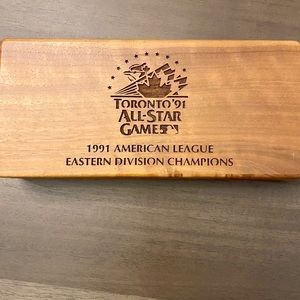 TORONTO '91
ALL-STAR
GAME
1991 AMERICAN LEAGUE
EASTERN DIVISION CHAMPIONS